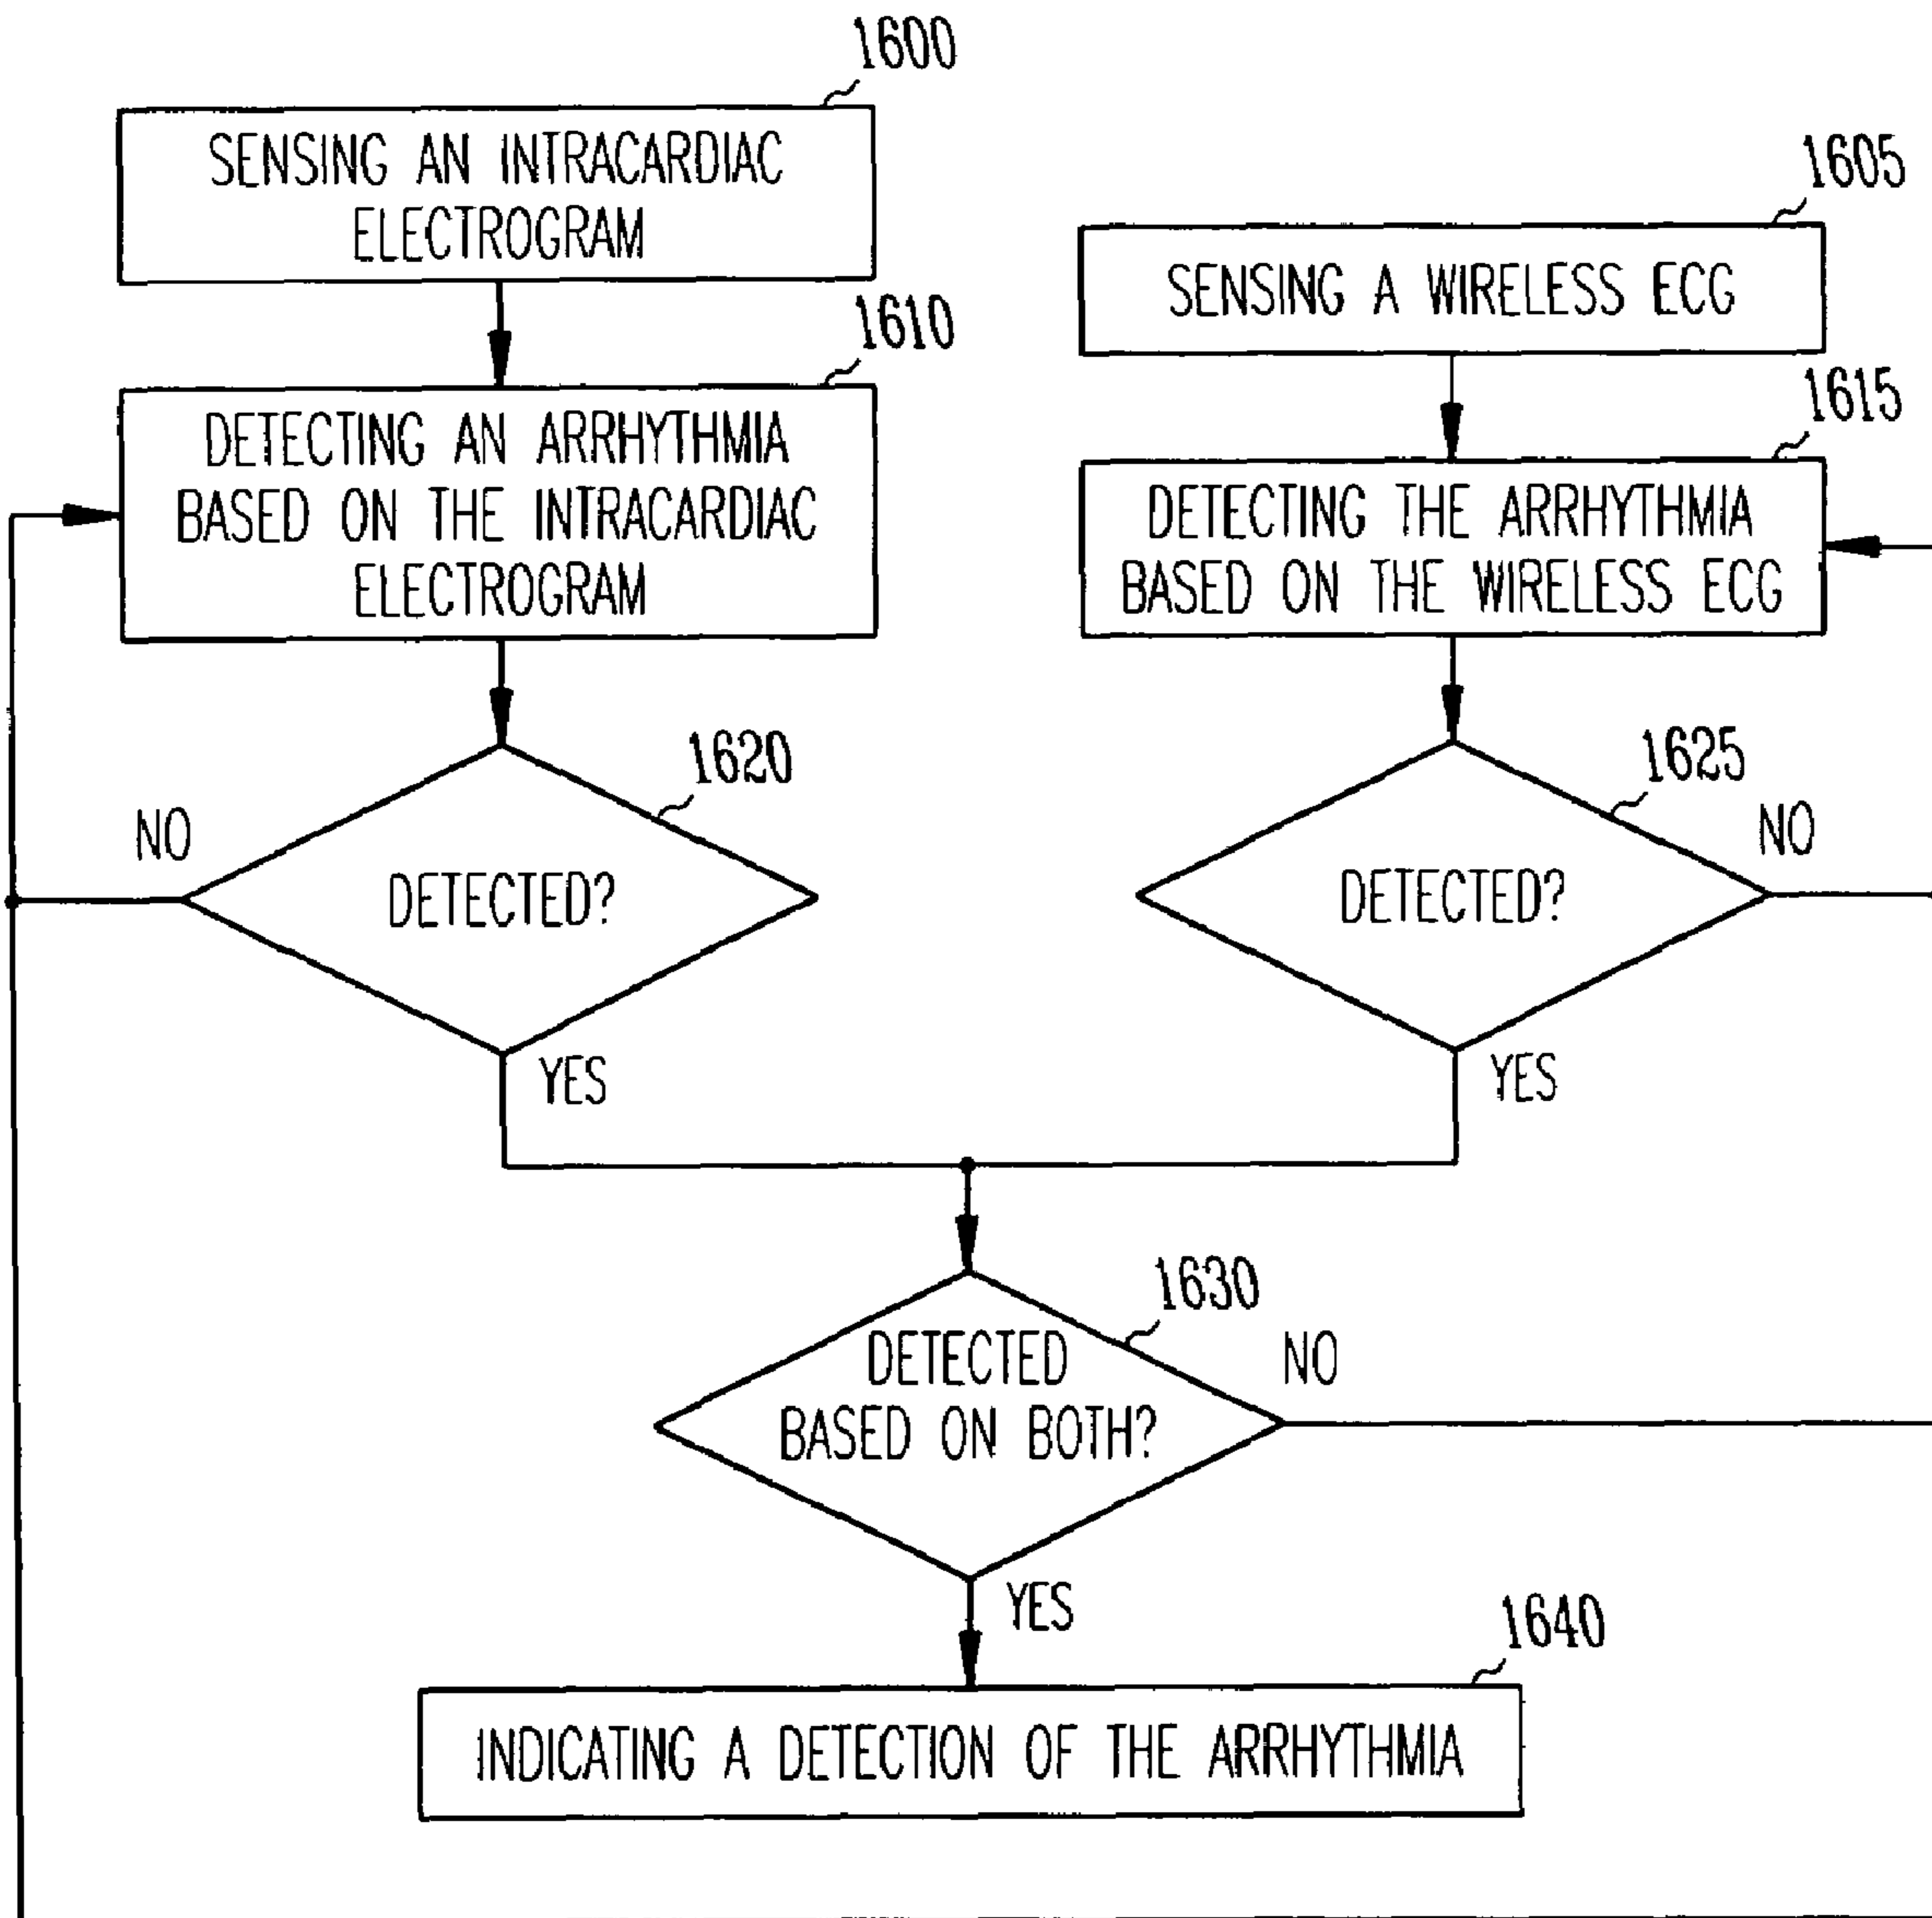 1600
SENSING AN INTRACARDIAC
ELECTROGRAM
1605
SENSING A WIRELESS ECG
1610
DETECTING AN ARRHYTHMIA
BASED ON THE INTRACARDIAC
ELECTROGRAM
1615
DETECTING THE ARRHYTHMIA
BASED ON THE WIRELESS ECG
1620
DETECTED?
NO
YES
1625
DETECTED?
NO
YES
1630
DETECTED
BASED ON BOTH?
NO
YES
1640
INDICATING A DETECTION OF THE ARRHYTHMIA